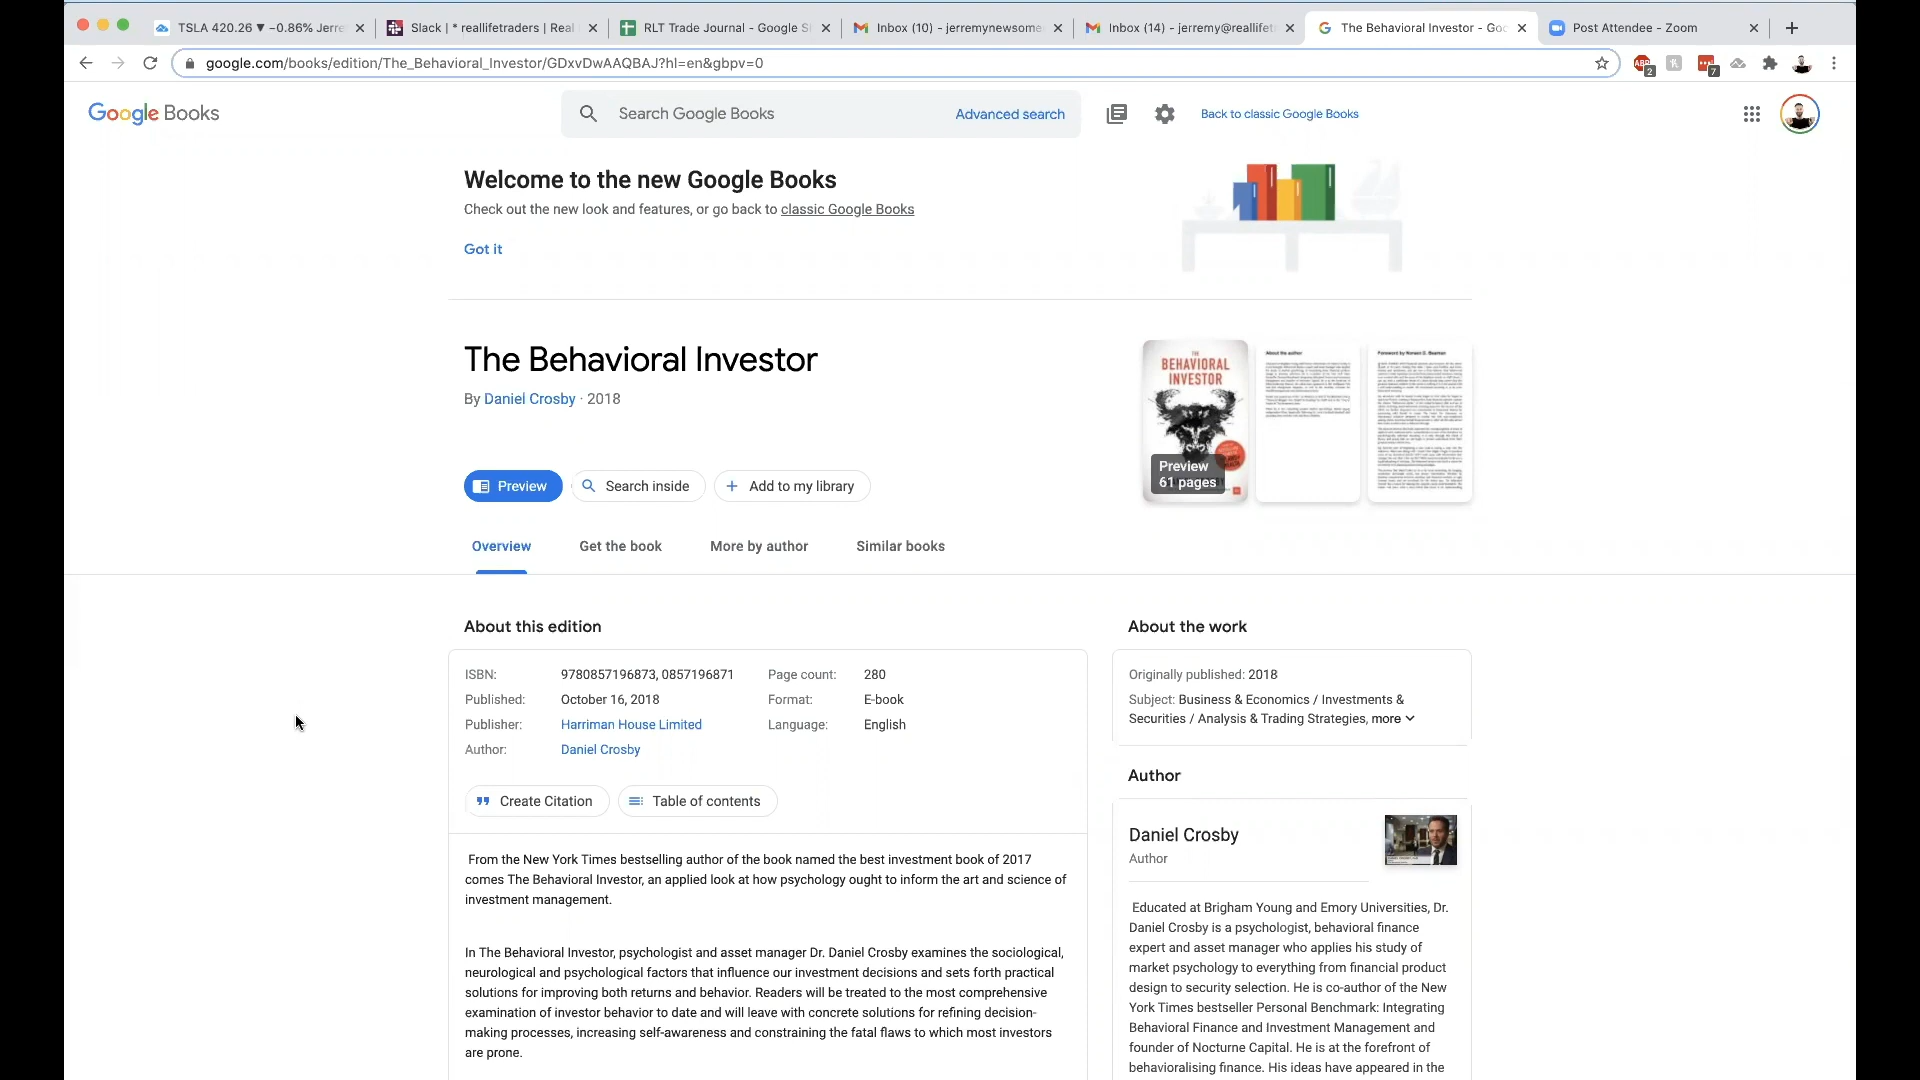 TSLA 420.26 ▼ −0.86% Jerre
Slack | * reallifetraders | Real
RLT Trade Journal - Google S
Inbox (10) - jerremynewsome
Inbox (14) - jerremy@reallifet
The Behavioral Investor - Goo
Post Attendee - Zoom
google.com/books/edition/The_Behavioral_Investor/GDxvDwAAQBAJ?hl=en&gbpv=0
ABP
2
7
Google Books
Search Google Books
Advanced search
Back to classic Google Books
Welcome to the new Google Books
Check out the new look and features, or go back to classic Google Books
Got it
The Behavioral Investor
By Daniel Crosby · 2018
THE
BEHAVIORAL
INVESTOR
Preview
61 pages
About the author
Preview
Search inside
Add to my library
Overview
Get the book
More by author
Similar books
About this edition
ISBN: 9780857196873, 0857196871
Page count: 280
Published: October 16, 2018
Format: E-book
Publisher: Harriman House Limited
Language: English
Author: Daniel Crosby
Create Citation
Table of contents
From the New York Times bestselling author of the book named the best investment book of 2017
comes The Behavioral Investor, an applied look at how psychology ought to inform the art and science of
investment management.
In The Behavioral Investor, psychologist and asset manager Dr. Daniel Crosby examines the sociological,
neurological and psychological factors that influence our investment decisions and sets forth practical
solutions for improving both returns and behavior. Readers will be treated to the most comprehensive
examination of investor behavior to date and will leave with concrete solutions for refining decision-
making processes, increasing self-awareness and constraining the fatal flaws to which most investors
are prone.
About the work
Originally published: 2018
Subject: Business & Economics / Investments &
Securities / Analysis & Trading Strategies, more
Author
Daniel Crosby
Author
Educated at Brigham Young and Emory Universities, Dr.
Daniel Crosby is a psychologist, behavioral finance
expert and asset manager who applies his study of
market psychology to everything from financial product
design to security selection. He is co-author of the New
York Times bestseller Personal Benchmark: Integrating
Behavioral Finance and Investment Management and
founder of Nocturne Capital. He is at the forefront of
behavioralising finance. His ideas have appeared in the